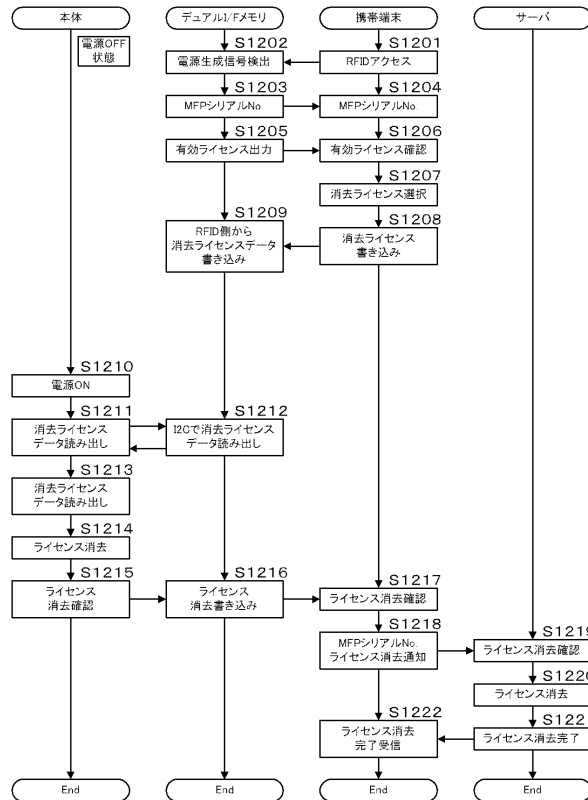 本体
デュアルI/Fメモリ
携帯端末
サーバ
電源OFF
状態
S1202
電源生成信号検出
S1201
RFIDアクセス
S1203
MFPシリアルNo.
S1204
MFPシリアルNo.
S1205
有効ライセンス出力
S1206
有効ライセンス確認
S1207
消去ライセンス選択
S1209
RFID側から
消去ライセンスデータ
書き込み
S1208
消去ライセンス
書き込み
S1210
電源ON
S1211
消去ライセンス
データ読み出し
S1212
I2Cで消去ライセンス
データ読み出し
S1213
消去ライセンス
データ読み出し
S1214
ライセンス消去
S1215
ライセンス
消去確認
S1216
ライセンス
消去書き込み
S1217
ライセンス消去確認
S1218
MFPシリアルNo.
ライセンス消去通知
S1219
ライセンス消去確認
S1220
ライセンス消去
S1222
ライセンス消去
完了受信
S122
ライセンス消去完了
End
End
End
End